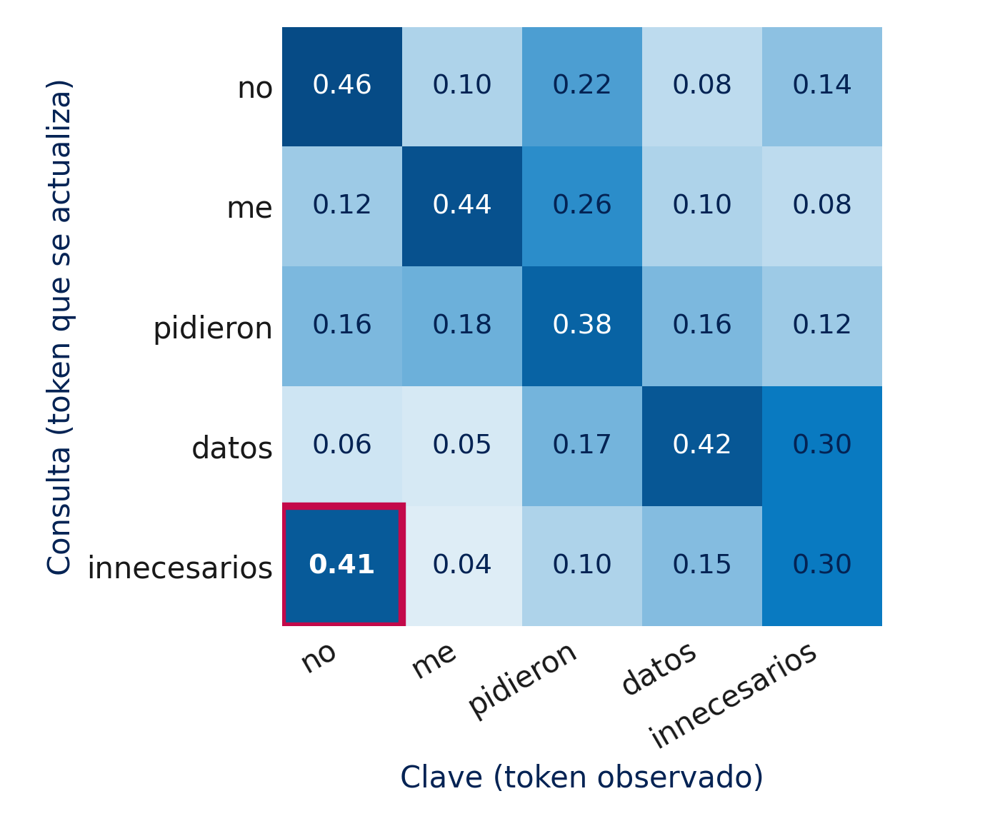 Consulta (token que se actualiza)
no 0.46 0.10 0.22 0.08 0.14
me 0.12 0.44 0.26 0.10 0.08
pidieron 0.16 0.18 0.38 0.16 0.12
datos 0.06 0.05 0.17 0.42 0.30
innecesarios 0.41 0.04 0.10 0.15 0.30
no me pidieron datos innecesarios
Clave (token observado)